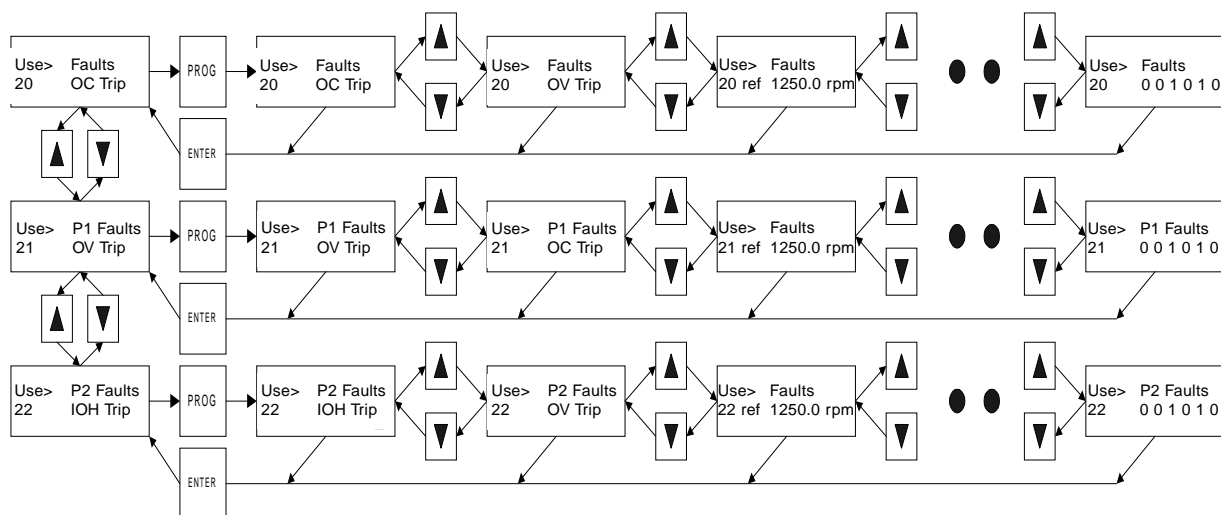 Use> Faults
20 OC Trip
PROG
Use> Faults
20 OC Trip
Use> Faults
20 OV Trip
Use> Faults
20 ref 1250.0 rpm
Use> Faults
20 0 0 1 0 1 0
ENTER
Use> P1 Faults
21 OV Trip
PROG
Use> P1 Faults
21 OV Trip
Use> P1 Faults
21 OC Trip
Use> Faults
21 ref 1250.0 rpm
Use> P1 Faults
21 0 0 1 0 1 0
ENTER
Use> P2 Faults
22 IOH Trip
PROG
Use> P2 Faults
22 IOH Trip
Use> P2 Faults
22 OV Trip
Use> Faults
22 ref 1250.0 rpm
Use> P2 Faults
22 0 0 1 0 1 0
ENTER